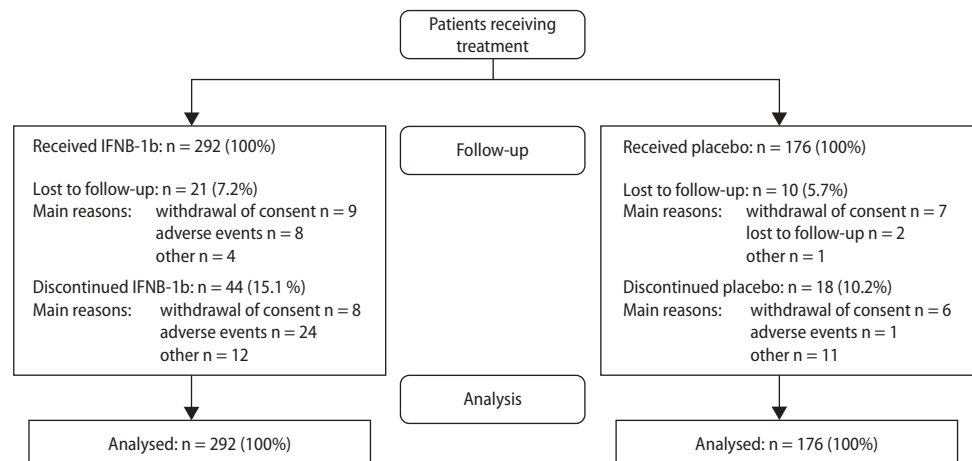 Patients receiving
treatment
Received IFNB-1b: n = 292 (100%)
Lost to follow-up: n = 21 (7.2%)
Main reasons: withdrawal of consent n = 9
adverse events n = 8
other n = 4
Discontinued IFNB-1b: n = 44 (15.1 %)
Main reasons: withdrawal of consent n = 8
adverse events n = 24
other n = 12
Follow-up
Received placebo: n = 176 (100%)
Lost to follow-up: n = 10 (5.7%)
Main reasons: withdrawal of consent n = 7
lost to follow-up n = 2
other n = 1
Discontinued placebo: n = 18 (10.2%)
Main reasons: withdrawal of consent n = 6
adverse events n = 1
other n = 11
Analysis
Analysed: n = 292 (100%)
Analysed: n = 176 (100%)